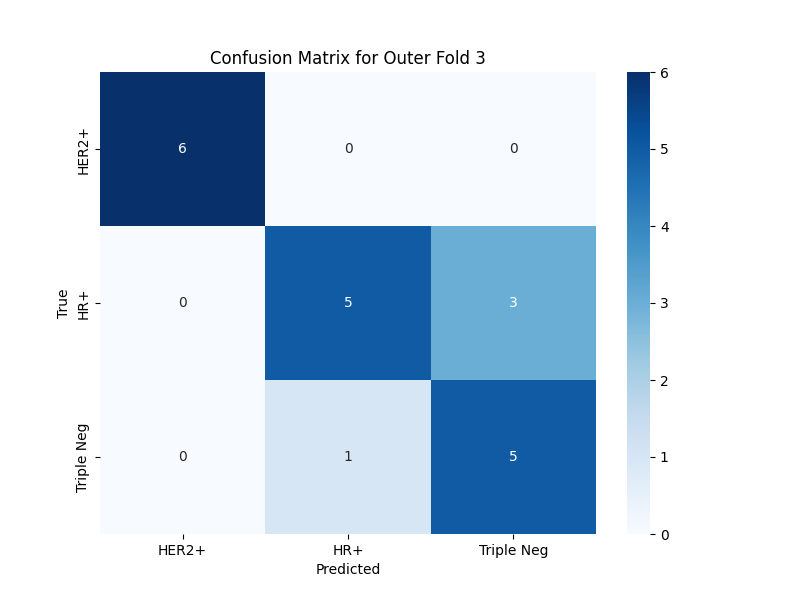 Confusion Matrix for Outer Fold 3
True
HER2+
6 0 0
HR+
0 5 3
Triple Neg
0 1 5
HER2+ HR+ Triple Neg
Predicted
6
5
4
3
2
1
0